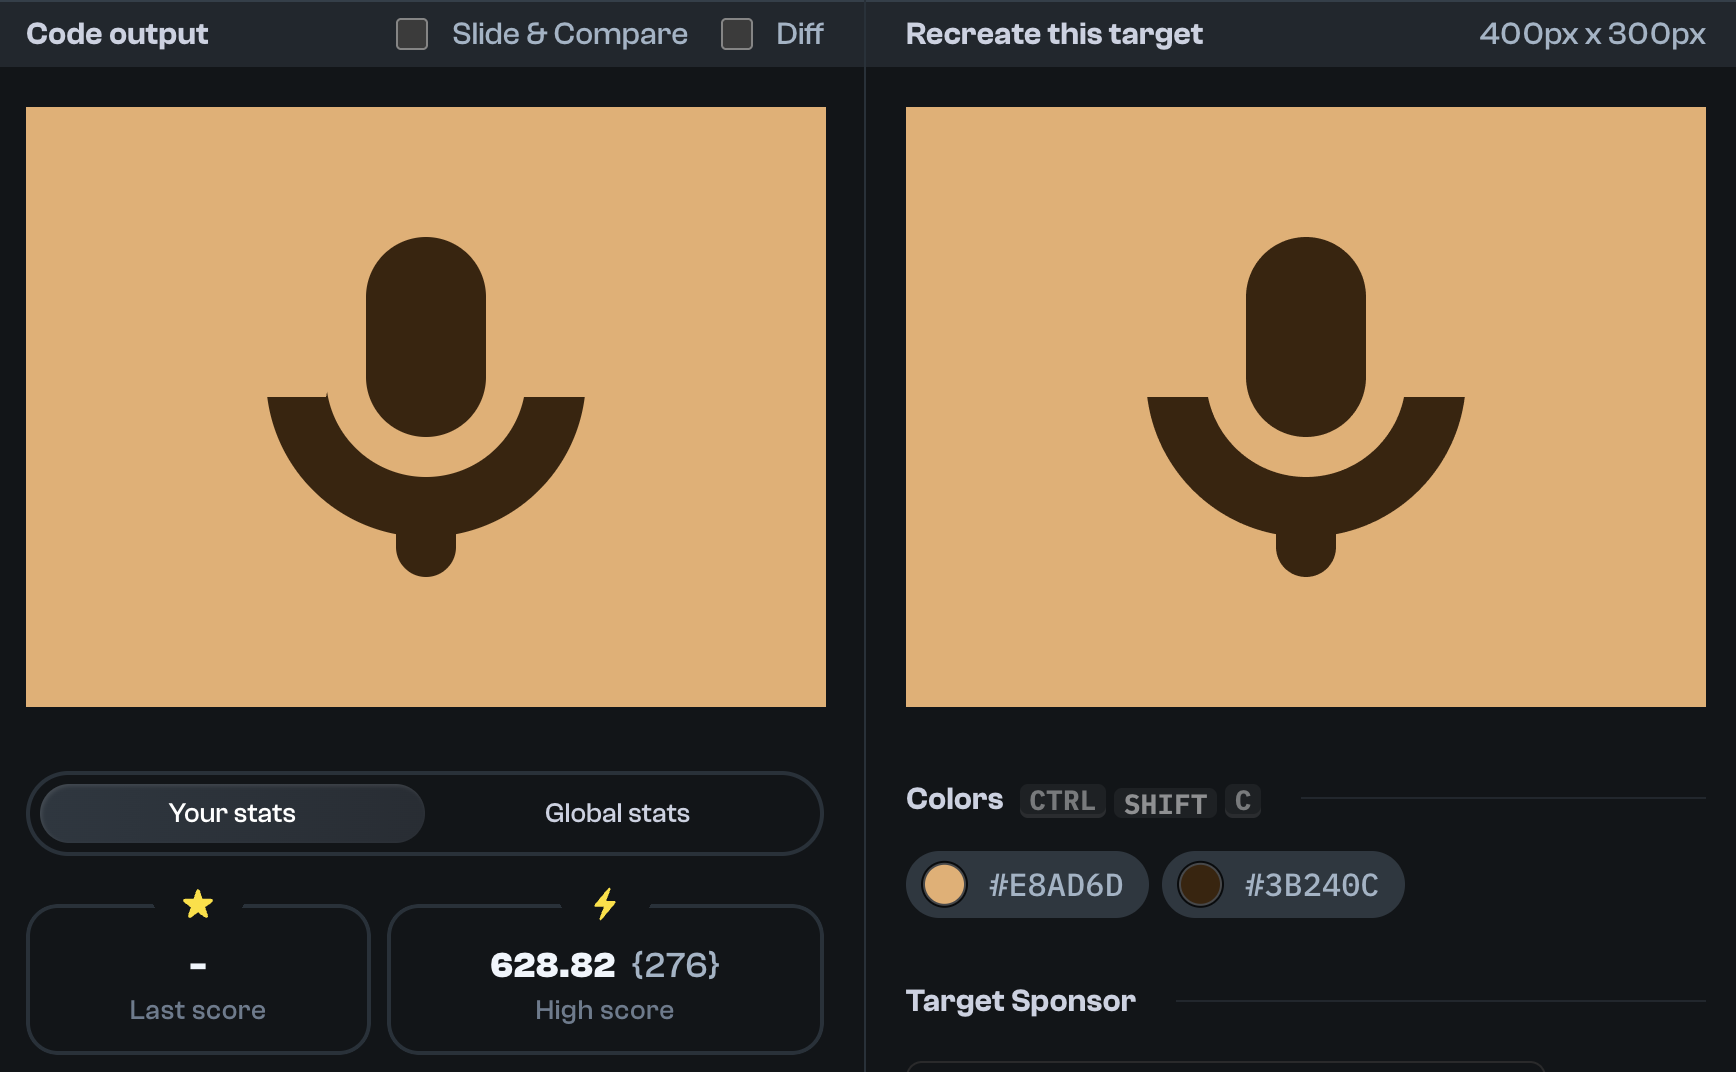 Code output
Slide & Compare
Diff
Recreate this target
400px x 300px
Your stats
Global stats
-
Last score
628.82 {276}
High score
Colors CTRL SHIFT C
#E8AD6D
#3B240C
Target Sponsor